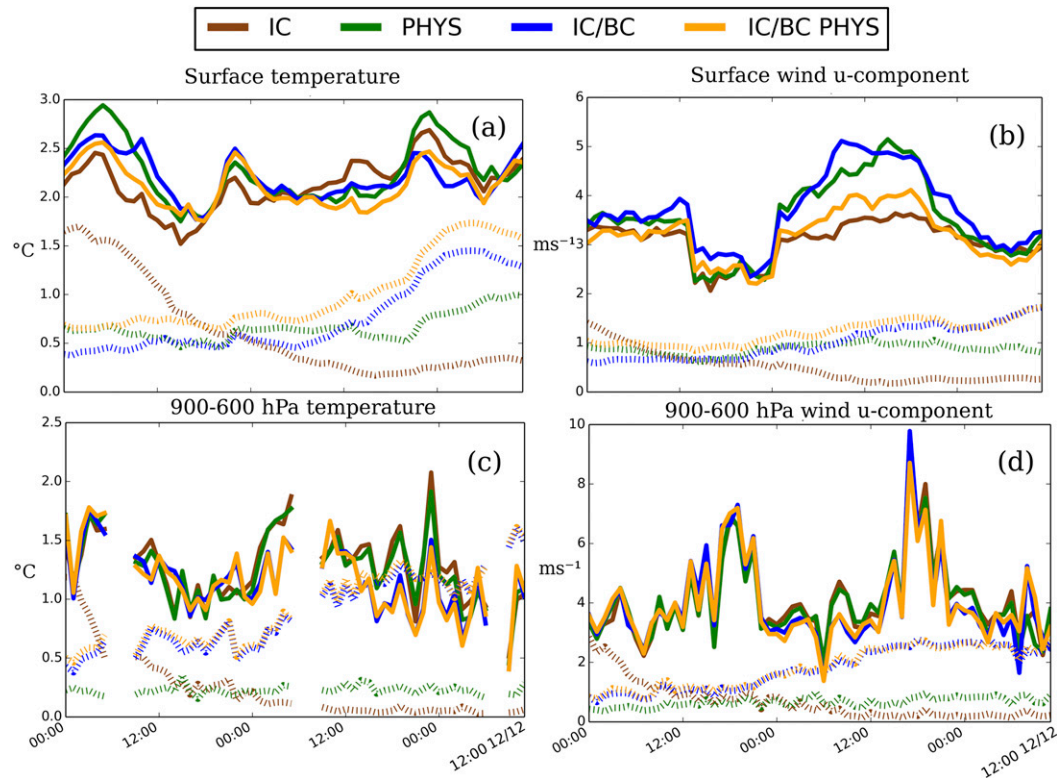 IC PHYS IC/BC IC/BC PHYS
Surface temperature
Surface wind u-component
3.0
2.5
2.0
1.5
1.0
0.5
0.0
°C
(a)
6
5
4
3
2
1
0
ms⁻¹
(b)
900-600 hPa temperature
900-600 hPa wind u-component
2.5
2.0
1.5
1.0
0.5
0.0
°C
(c)
00:00
12:00
00:00
12:00
00:00
12:00 12/12
10
8
6
4
2
0
ms⁻¹
(d)
00:00
12:00
00:00
12:00
00:00
12:00 12/12